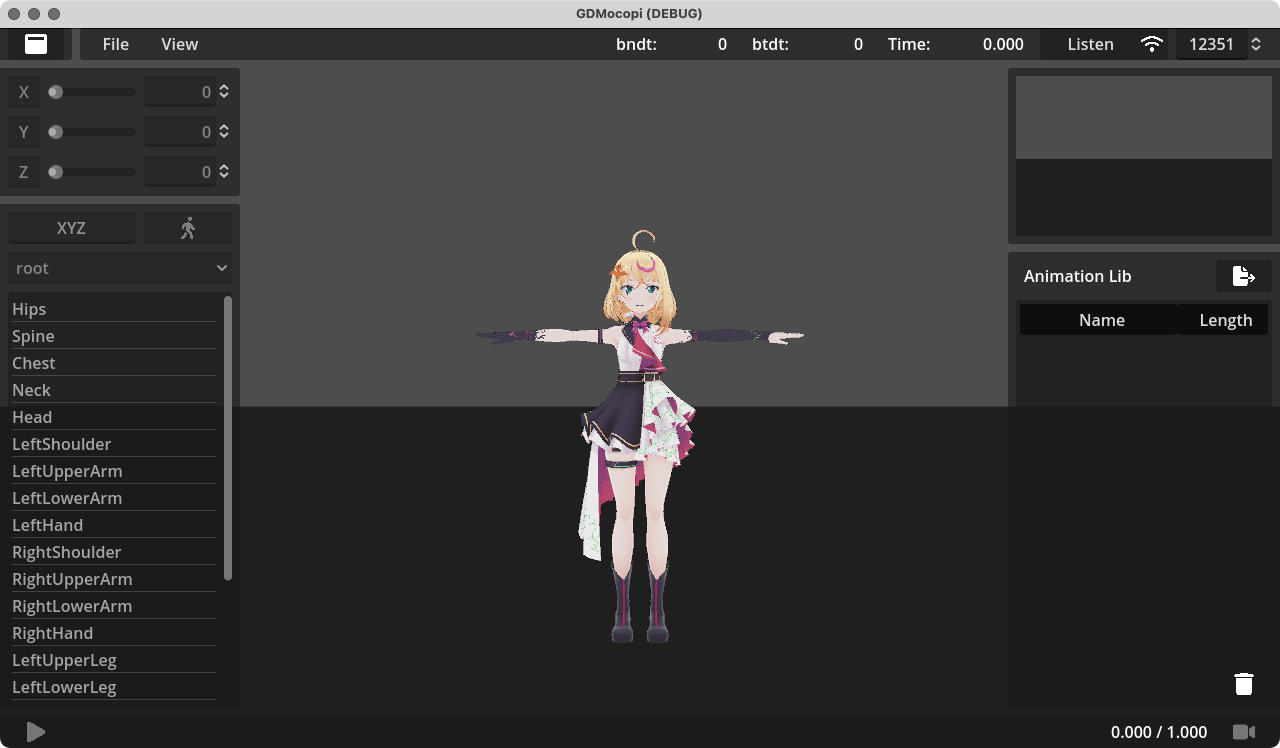 GDMocopi (DEBUG)
File View bndt: 0 btdt: 0 Time: 0.000 Listen 12351
X 0
Y 0
Z 0
XYZ
root
Hips
Spine
Chest
Neck
Head
LeftShoulder
LeftUpperArm
LeftLowerArm
LeftHand
RightShoulder
RightUpperArm
RightLowerArm
RightHand
LeftUpperLeg
LeftLowerLeg
Animation Lib
Name Length
0.000 / 1.000